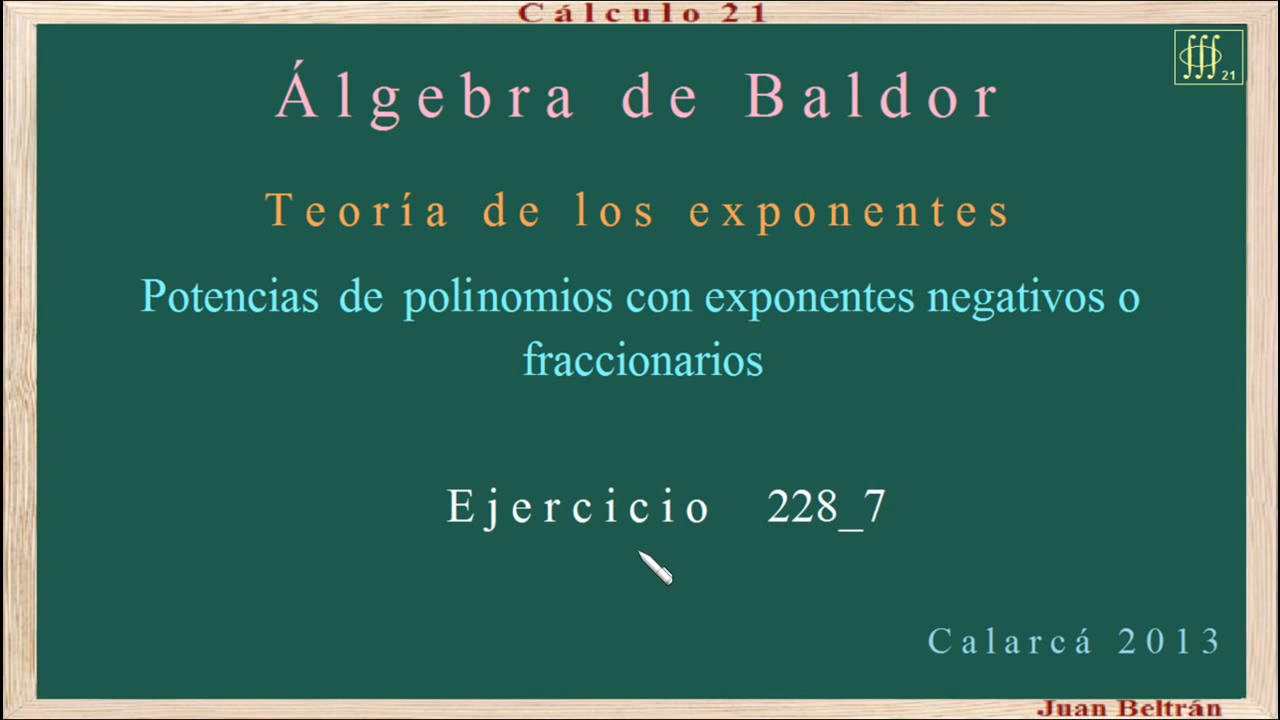 Cálculo 21
∯ 21
Álgebra de Baldor
Teoría de los exponentes
Potencias de polinomios con exponentes negativos o
fraccionarios
Ejercicio 228_7
Calarcá 2013
Juan Beltrán